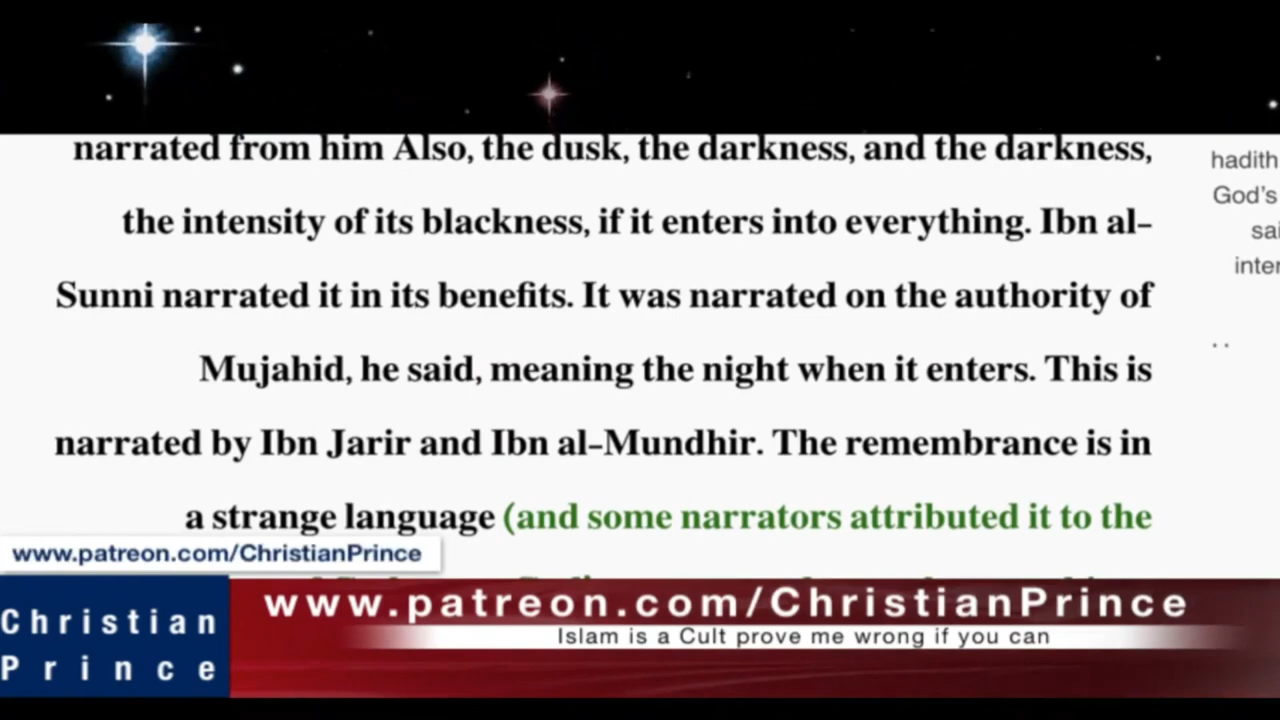 narrated from him Also, the dusk, the darkness, and the darkness,
the intensity of its blackness, if it enters into everything. Ibn al-
Sunni narrated it in its benefits. It was narrated on the authority of
Mujahid, he said, meaning the night when it enters. This is
narrated by Ibn Jarir and Ibn al-Mundhir. The remembrance is in
a strange language (and some narrators attributed it to the
hadith
God's
sai
inter
..
www.patreon.com/ChristianPrince
Christian
Prince
www.patreon.com/ChristianPrince
Islam is a Cult prove me wrong if you can